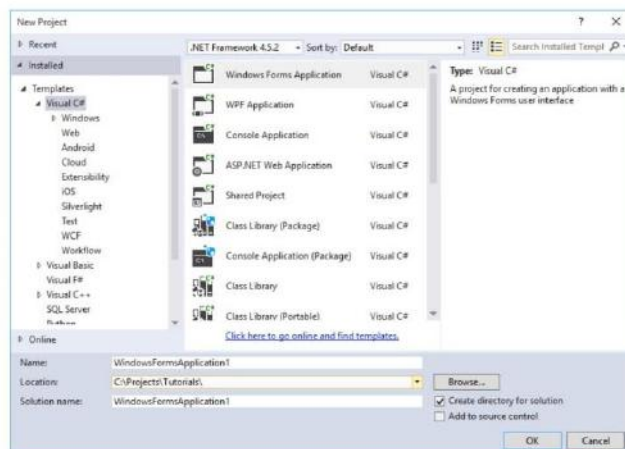 New Project
Recent
.NET Framework 4.5.2
Sort by: Default
Search Installed Templ
Installed
Templates
Visual C#
Windows
Web
Android
Cloud
Extensibility
iOS
Silverlight
Test
WCF
Workflow
Visual Basic
Visual F#
Visual C++
SQL Server
Python
Online
Windows Forms Application Visual C#
WPF Application Visual C#
Console Application Visual C#
ASP.NET Web Application Visual C#
Shared Project Visual C#
Class Library (Package) Visual C#
Console Application (Package) Visual C#
Class Library Visual C#
Class Library (Portable) Visual C#
Click here to go online and find templates.
Type: Visual C#
A project for creating an application with a
Windows Forms user interface
Name: WindowsFormsApplication1
Location: C:\Projects\Tutorials\
Browse...
Solution name: WindowsFormsApplication1
Create directory for solution
Add to source control
OK
Cancel